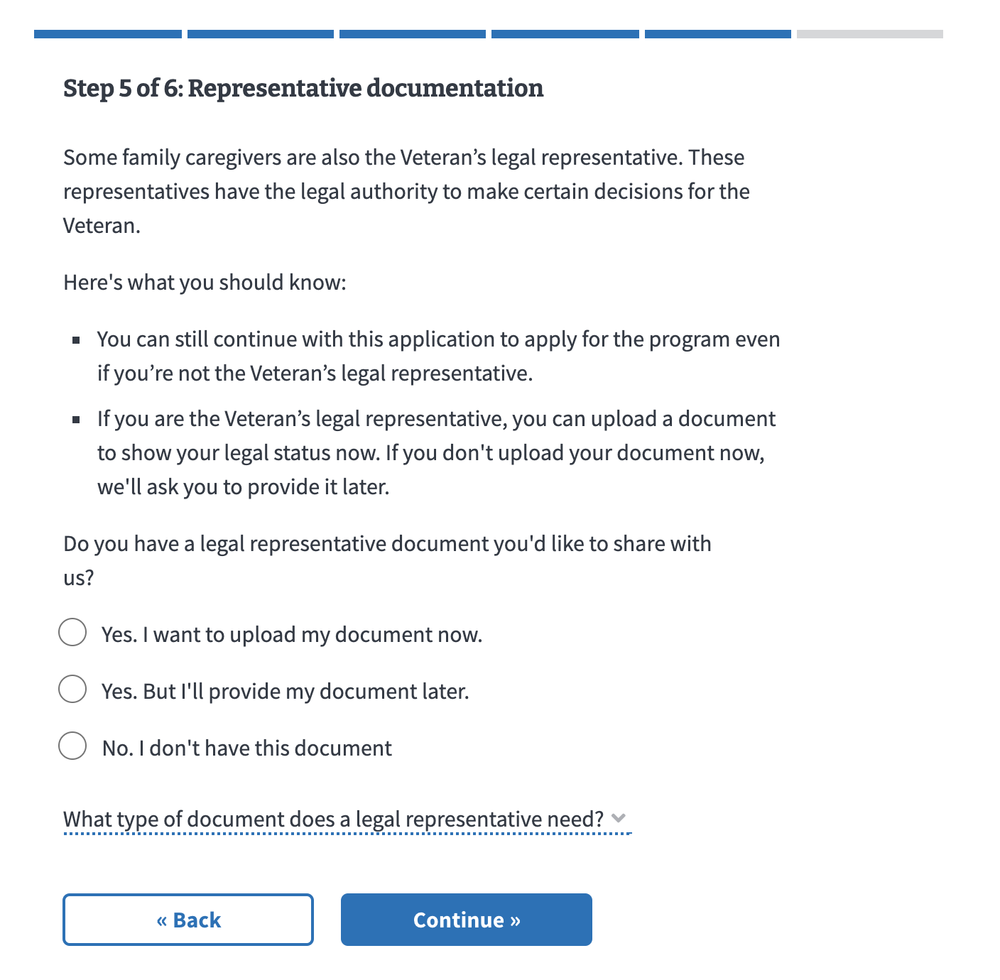 Step 5 of 6: Representative documentation
Some family caregivers are also the Veteran’s legal representative. These
representatives have the legal authority to make certain decisions for the
Veteran.
Here's what you should know:
▪ You can still continue with this application to apply for the program even
if you’re not the Veteran’s legal representative.
▪ If you are the Veteran’s legal representative, you can upload a document
to show your legal status now. If you don't upload your document now,
we'll ask you to provide it later.
Do you have a legal representative document you'd like to share with
us?
Yes. I want to upload my document now.
Yes. But I'll provide my document later.
No. I don't have this document
What type of document does a legal representative need?
« Back
Continue »